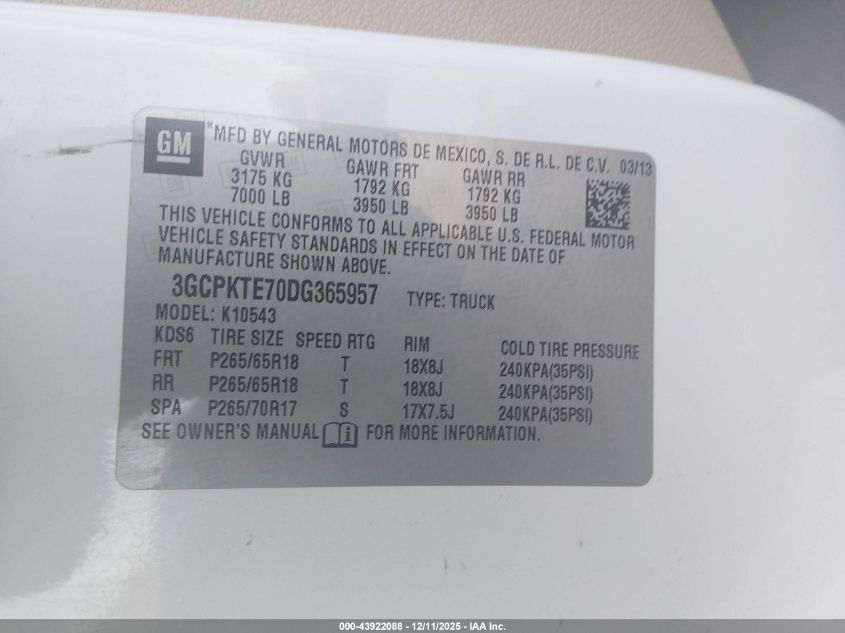 GM
MFD BY GENERAL MOTORS DE MEXICO, S. DE R.L. DE C.V. 03/13
GVWR GAWR FRT GAWR RR
3175 KG 1792 KG 1792 KG
7000 LB 3950 LB 3950 LB
THIS VEHICLE CONFORMS TO ALL APPLICABLE U.S. FEDERAL MOTOR
VEHICLE SAFETY STANDARDS IN EFFECT ON THE DATE OF
MANUFACTURE SHOWN ABOVE.
3GCPKTE70DG365957 TYPE: TRUCK
MODEL: K10543
KDS6 TIRE SIZE SPEED RTG RIM COLD TIRE PRESSURE
FRT P265/65R18 T 18X8J 240KPA(35PSI)
RR P265/65R18 T 18X8J 240KPA(35PSI)
SPA P265/70R17 S 17X7.5J 240KPA(35PSI)
SEE OWNER'S MANUAL FOR MORE INFORMATION.
000-43922088 - 12/11/2025 - IAA Inc.